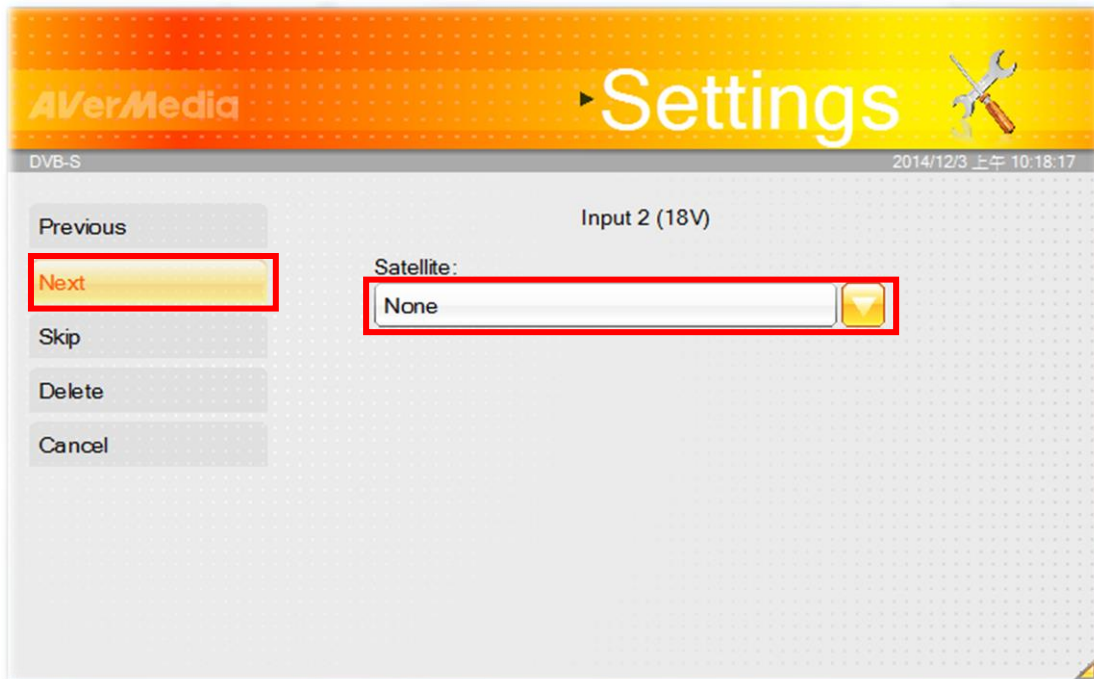 AVerMedia
▸Settings
DVB-S
2014/12/3 上午 10:18:17
Previous
Input 2 (18V)
Next
Satellite:
None
Skip
Delete
Cancel